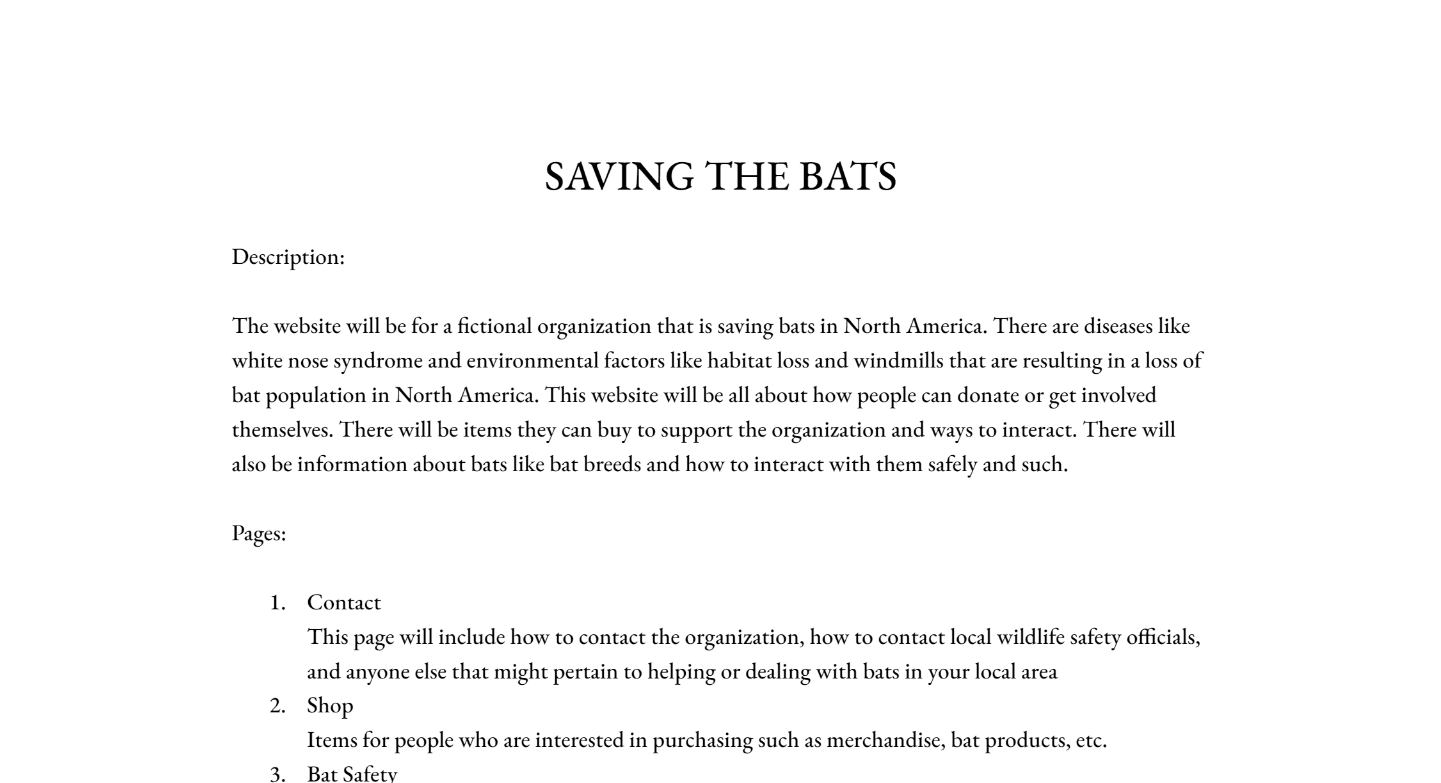 SAVING THE BATS
Description:
The website will be for a fictional organization that is saving bats in North America. There are diseases like
white nose syndrome and environmental factors like habitat loss and windmills that are resulting in a loss of
bat population in North America. This website will be all about how people can donate or get involved
themselves. There will be items they can buy to support the organization and ways to interact. There will
also be information about bats like bat breeds and how to interact with them safely and such.
Pages:
1. Contact
This page will include how to contact the organization, how to contact local wildlife safety officials,
and anyone else that might pertain to helping or dealing with bats in your local area
2. Shop
Items for people who are interested in purchasing such as merchandise, bat products, etc.
3. Bat Safety